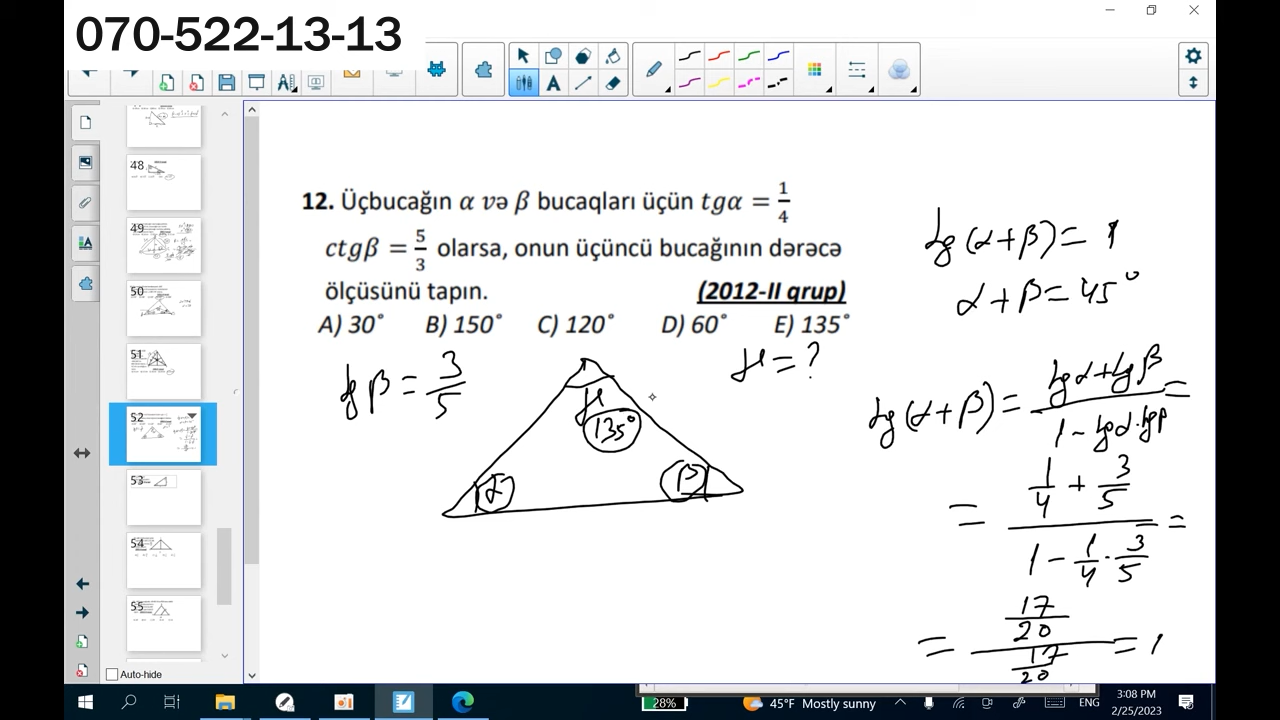 070-522-13-13
48
49
50
51
52
53
54
55
Auto-hide
12. Üçbucağın α və β bucaqları üçün tgα = 1/4
ctgβ = 5/3 olarsa, onun üçüncü bucağının dərəcə
ölçüsünü tapın. (2012-II qrup)
A) 30° B) 150° C) 120° D) 60° E) 135°
tgβ = 3/5
γ = ?
γ
135°
α
β
tg(α+β) = 1
α+β = 45°
tg(α+β) = (tgα+tgβ)/(1-tgα·tgβ) =
= (1/4 + 3/5)/(1 - 1/4 · 3/5) =
= (17/20)/(17/20) = 1
28%
45°F Mostly sunny
ENG
3:08 PM
2/25/2023